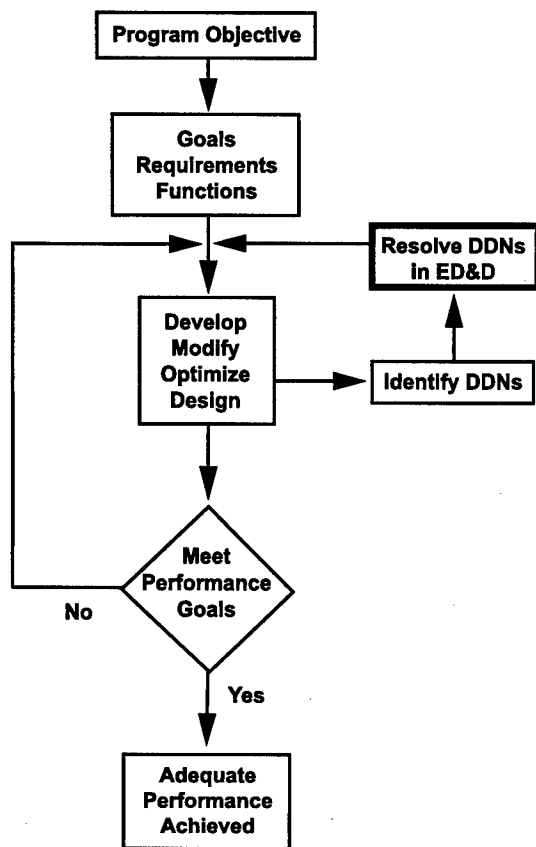 Program Objective
Goals
Requirements
Functions
Resolve DDNs
in ED&D
Develop
Modify
Optimize
Design
Identify DDNs
Meet
Performance
Goals
No
Yes
Adequate
Performance
Achieved